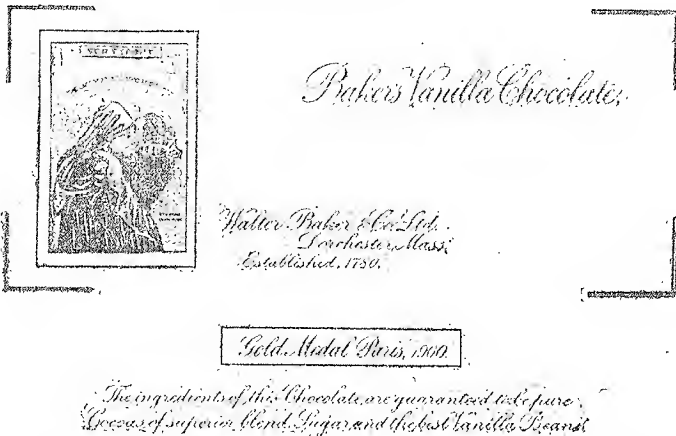 Baker's Vanilla Chocolate,
Walter Baker & Co. Ltd.
Dorchester, Mass.
Established, 1780.
Gold Medal Paris, 1900.
The ingredients of this Chocolate, are guaranteed to be pure
Cocoas of superior blend, Sugar and the best Vanilla Beans